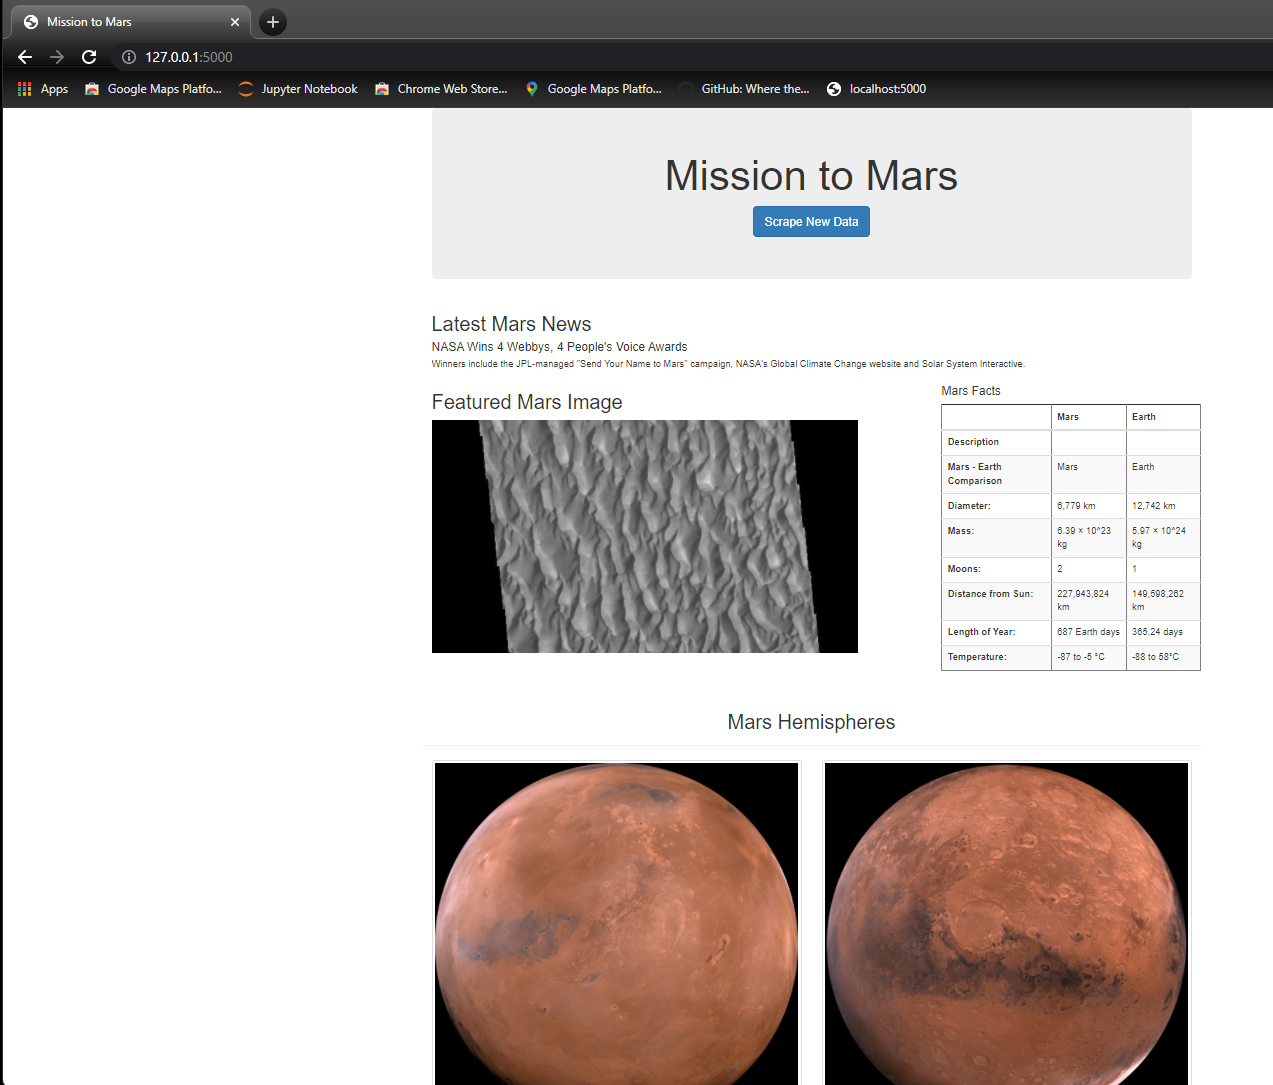 Mission to Mars
127.0.0.1:5000
Apps
Google Maps Platfo...
Jupyter Notebook
Chrome Web Store...
Google Maps Platfo...
GitHub: Where the...
localhost:5000
Mission to Mars
Scrape New Data
Latest Mars News
NASA Wins 4 Webbys, 4 People's Voice Awards
Winners include the JPL-managed "Send Your Name to Mars" campaign, NASA's Global Climate Change website and Solar System Interactive.
Featured Mars Image
Mars Facts
Mars Earth
Description
Mars - Earth Mars Earth
Comparison
Diameter: 6,779 km 12,742 km
Mass: 6.39 × 10^23 5.97 × 10^24
kg kg
Moons: 2 1
Distance from Sun: 227,943,824 149,598,262
km km
Length of Year: 687 Earth days 365.24 days
Temperature: -87 to -5 °C -88 to 58°C
Mars Hemispheres